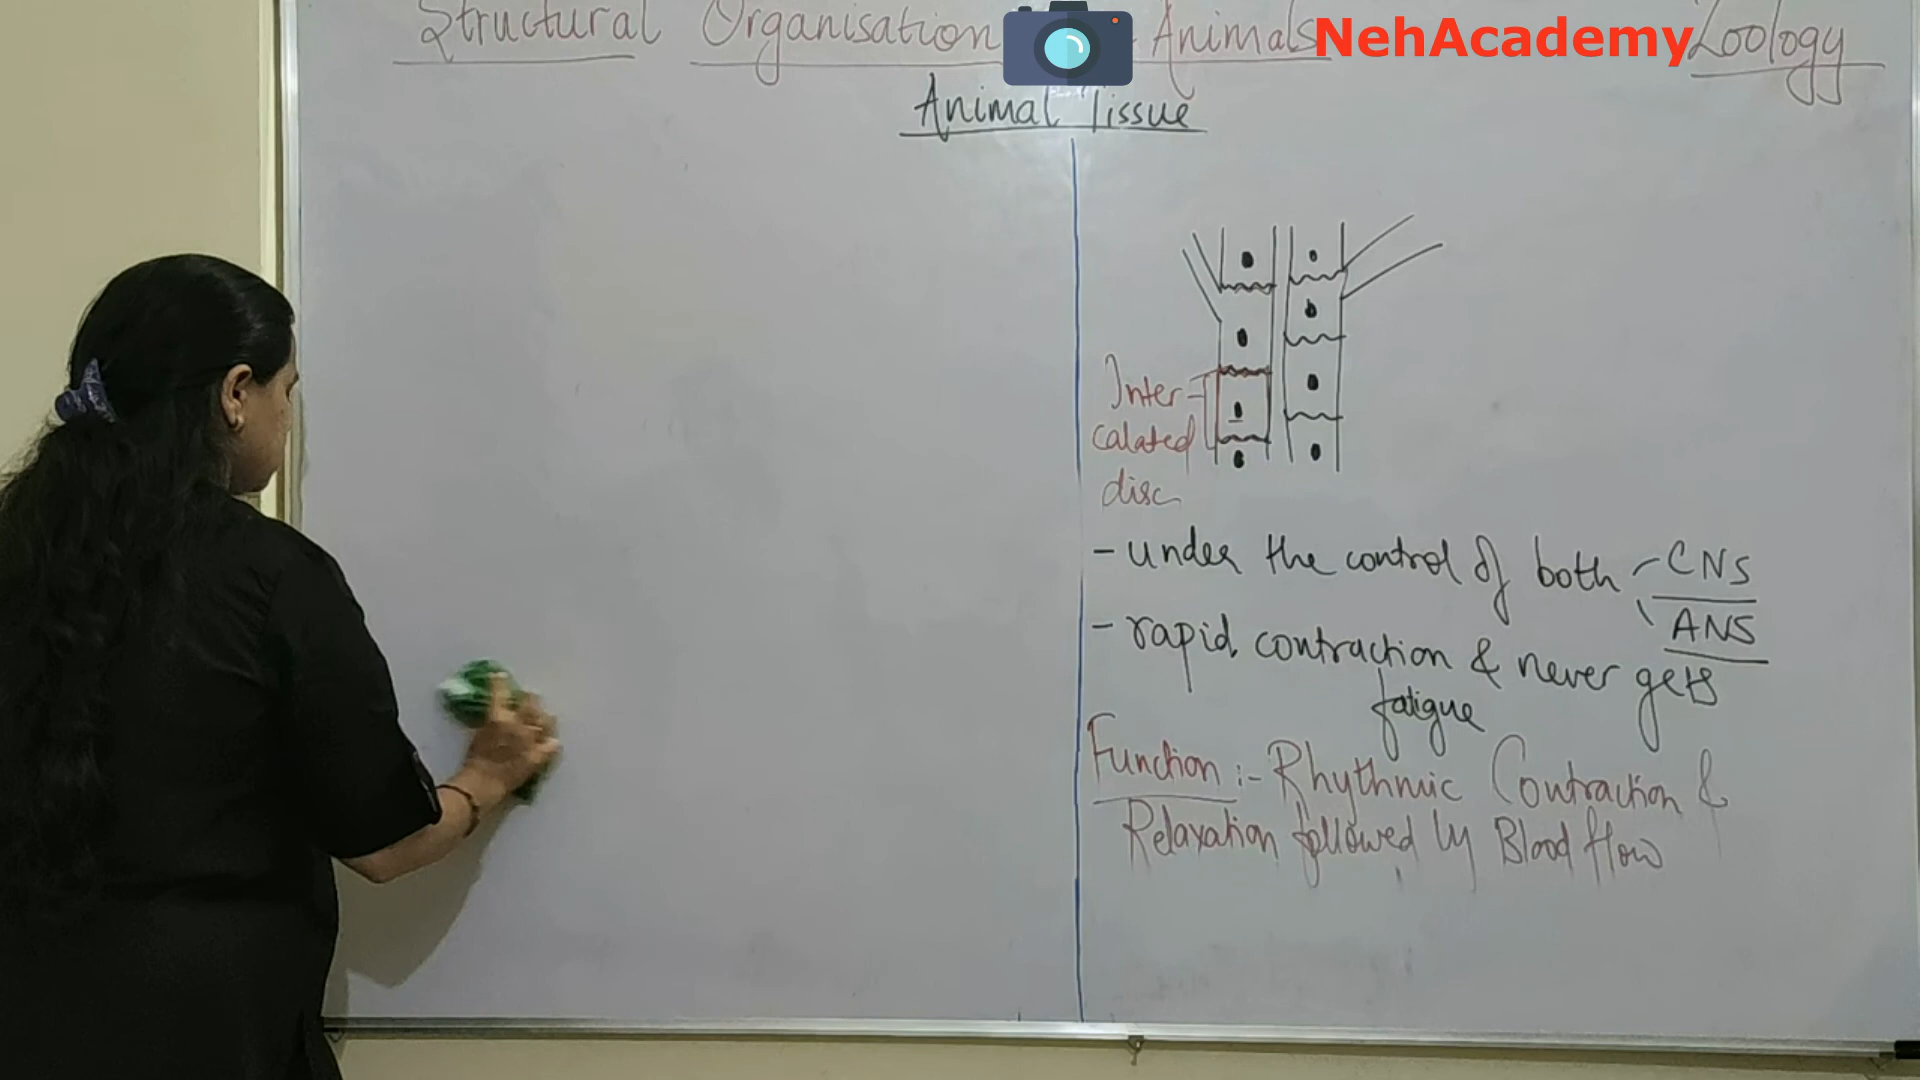 Structural Organisation Animals NehAcademy Zoology
Animal Tissue
Inter-
calated
disc
- under the control of both CNS
ANS
- rapid contraction & never gets
fatigue
Function :- Rhythmic Contraction &
Relaxation followed by Blood flow